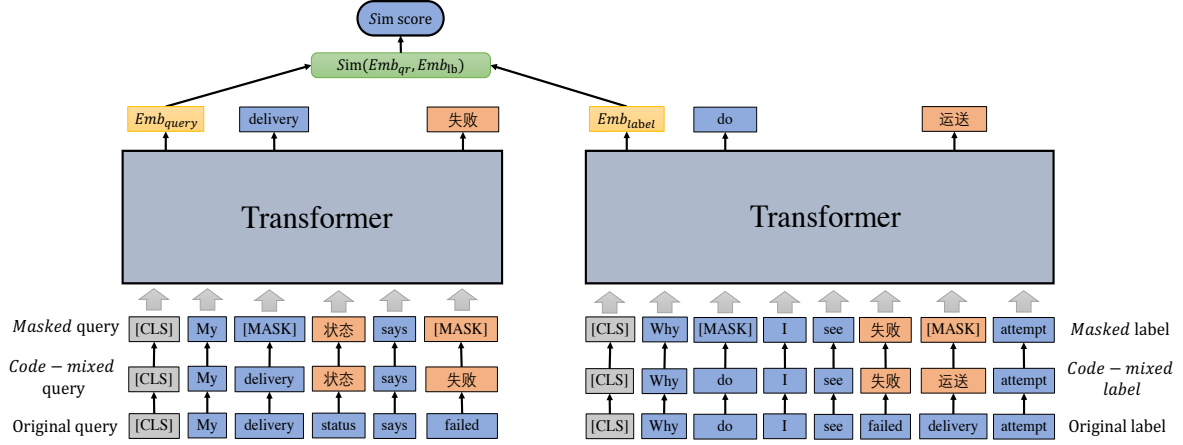 Sim score
Sim(Emb_qr, Emb_lb)
Emb_query delivery 失败 Emb_label do 运送
Transformer Transformer
Masked query [CLS] My [MASK] 状态 says [MASK] [CLS] Why [MASK] I see 失败 [MASK] attempt Masked label
Code-mixed query [CLS] My delivery 状态 says 失败 [CLS] Why do I see 失败 运送 attempt Code-mixed label
Original query [CLS] My delivery status says failed [CLS] Why do I see failed delivery attempt Original label